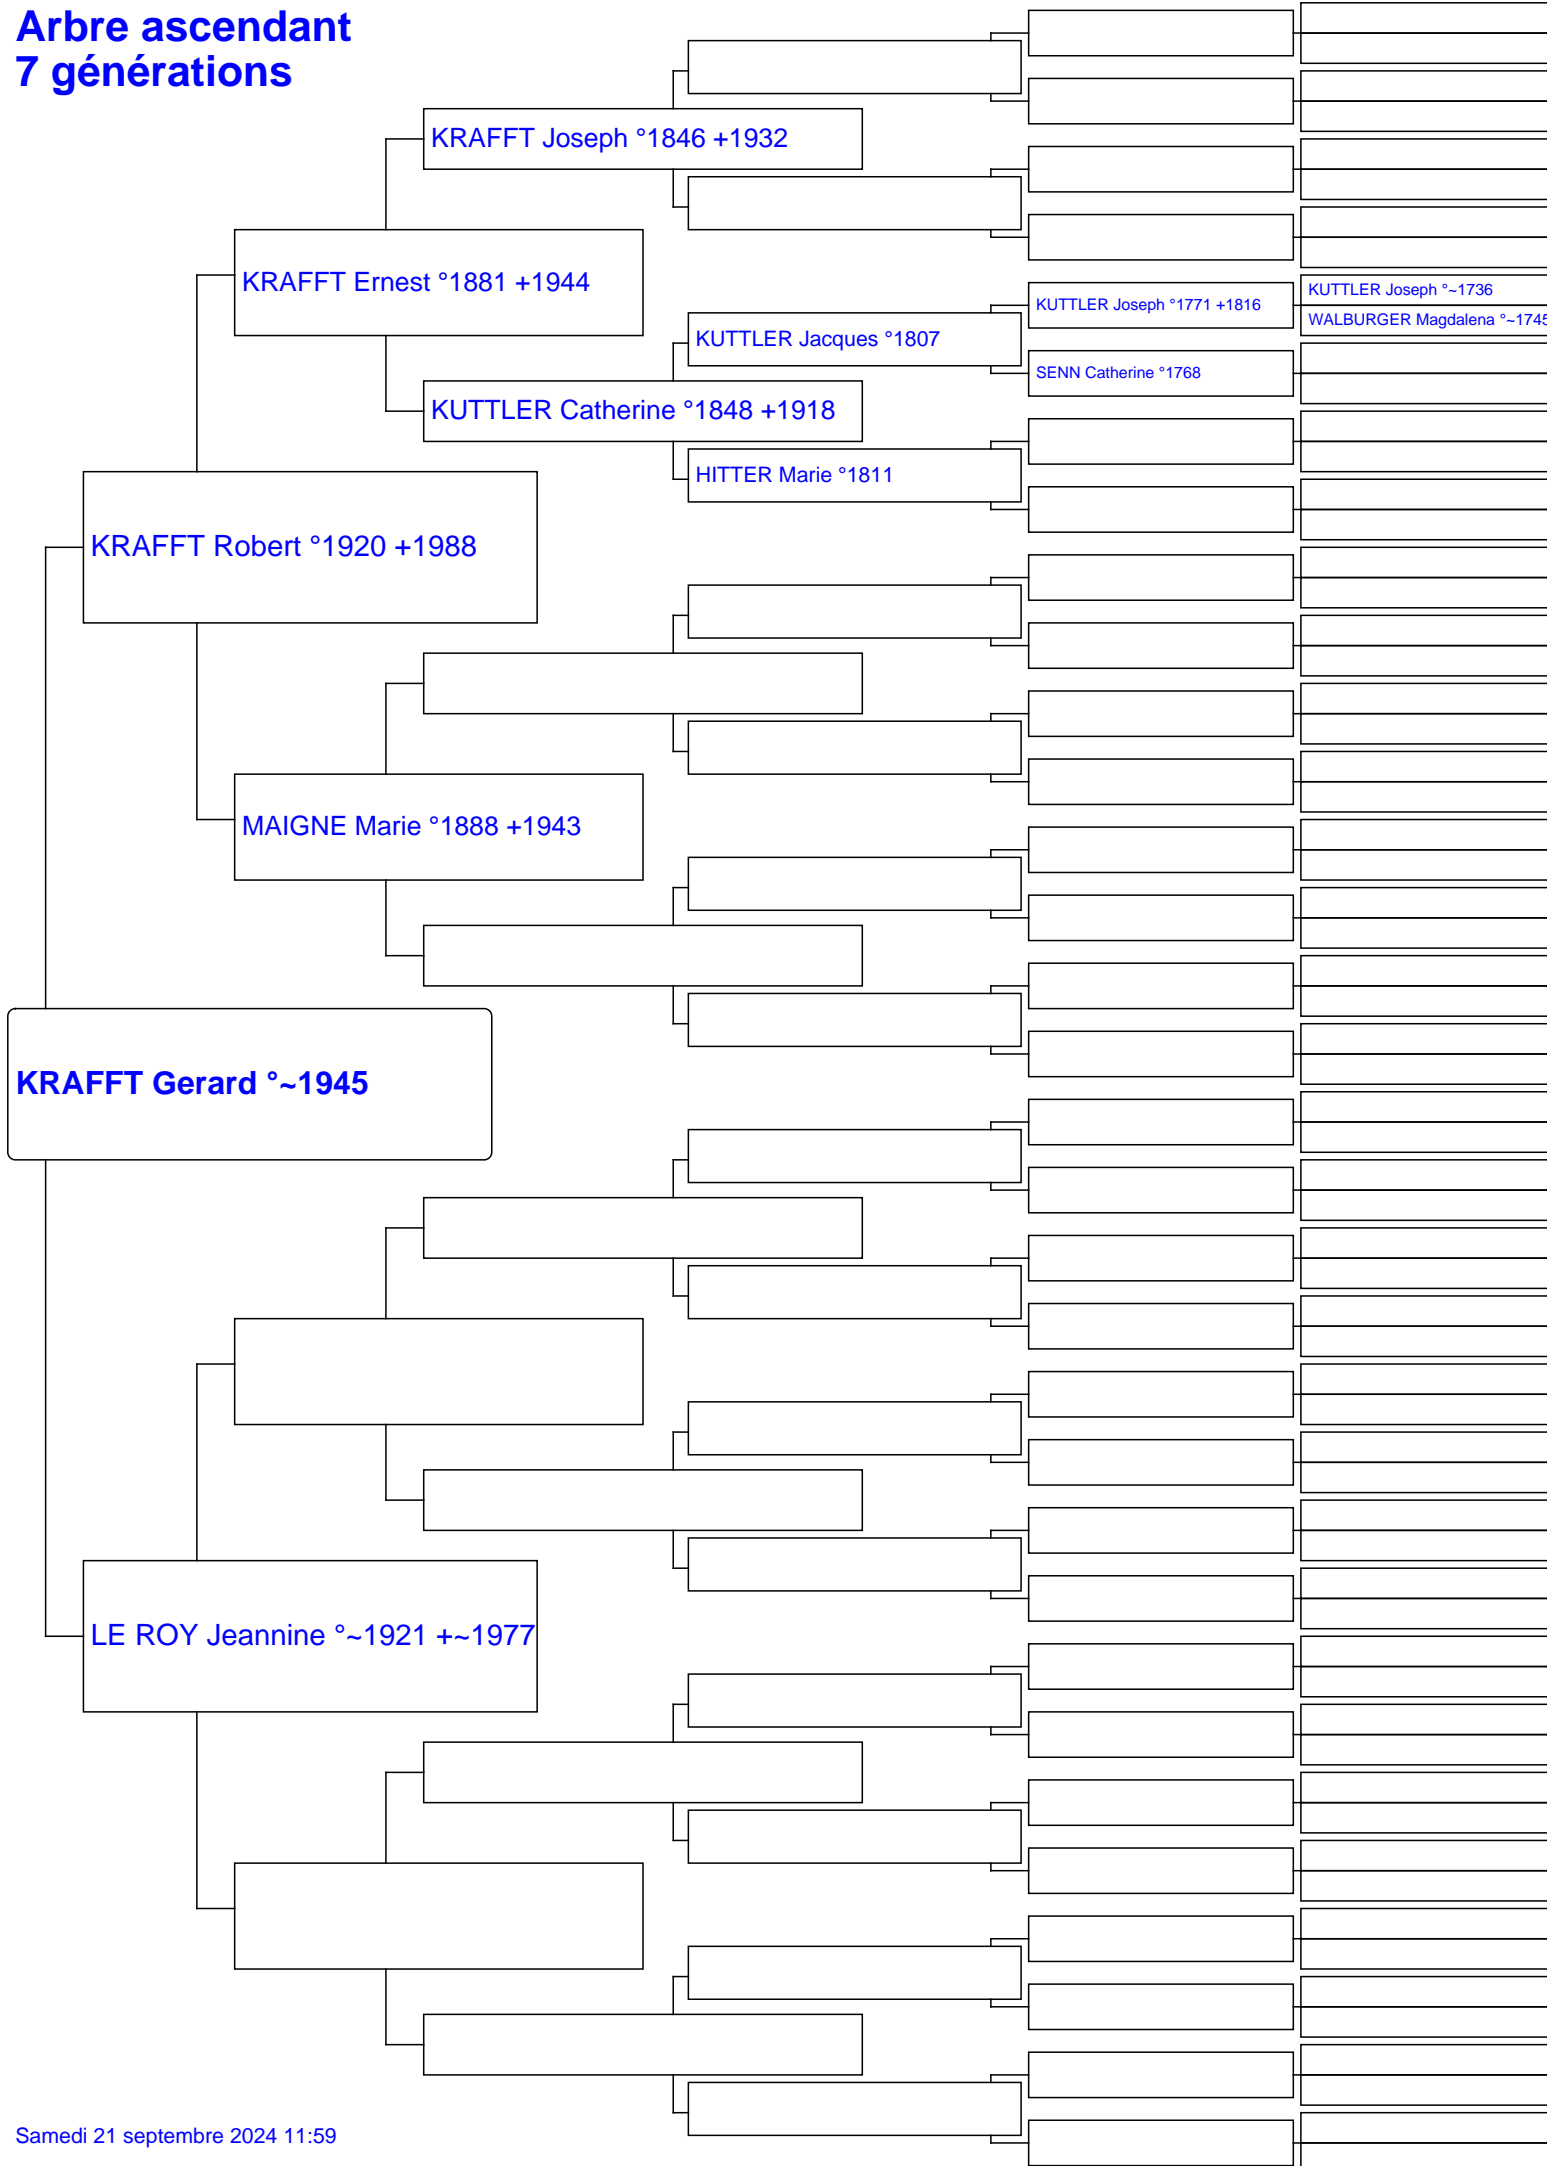 Arbre ascendant
7 générations
KRAFFT Joseph °1846 +1932
KRAFFT Ernest °1881 +1944
KUTTLER Joseph °~1736
KUTTLER Joseph °1771 +1816
WALBURGER Magdalena °~1745
KUTTLER Jacques °1807
SENN Catherine °1768
KUTTLER Catherine °1848 +1918
HITTER Marie °1811
KRAFFT Robert °1920 +1988
MAIGNE Marie °1888 +1943
KRAFFT Gerard °~1945
LE ROY Jeannine °~1921 +~1977
Samedi 21 septembre 2024 11:59